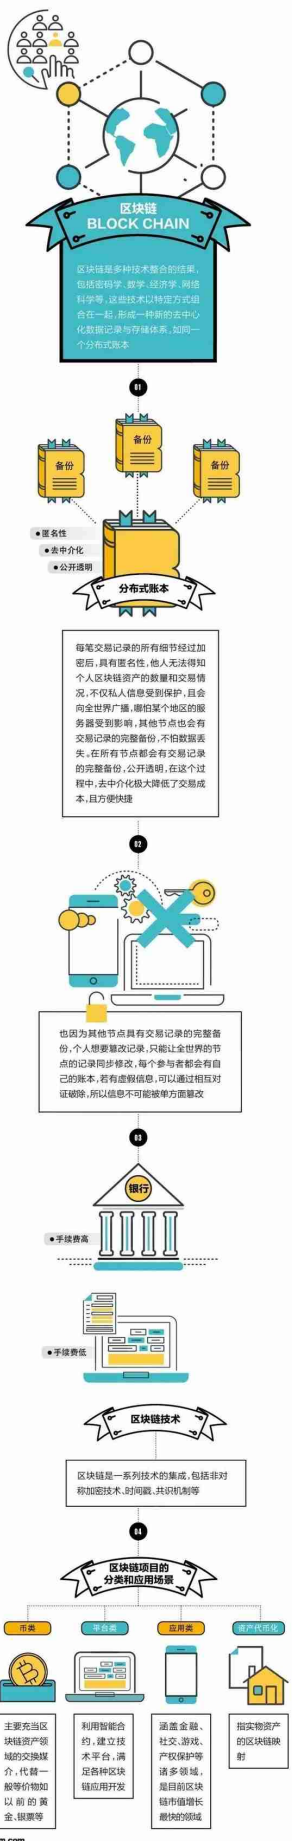 区块链
BLOCK CHAIN
区块链是多种技术整合的结果,
包括密码学、数学、经济学、网络
科学等,这些技术以特定方式组
合在一起,形成一种新的去中心
化数据记录与存储体系,如同一
个分布式账本
01
备份
备份
备份
●匿名性
●去中介化
●公开透明
分布式账本
每笔交易记录的所有细节经过加
密后,具有匿名性,他人无法得知
个人区块链资产的数量和交易情
况,不仅私人信息受到保护,且会
向全世界广播,哪怕某个地区的服
务器受到影响,其他节点也会有
交易记录的完整备份,不怕数据丢
失。在所有节点都会有交易记录
的完整备份,公开透明,在这个过
程中,去中介化极大降低了交易成
本,且方便快捷
02
也因为其他节点具有交易记录的完整备
份,个人想要篡改记录,只能让全世界的节
点的记录同步修改,每个参与者都会有自
己的账本,若有虚假信息,可以通过相互对
证破除,所以信息不可能被单方面篡改
03
银行
●手续费高
●手续费低
区块链技术
区块链是一系列技术的集成,包括非对
称加密技术、时间戳、共识机制等
04
区块链项目的
分类和应用场景
币类
平台类
应用类
资产代币化
主要充当区
块链资产领
域的交换媒
介,代替一
般等价物如
以前的黄
金、银票等
利用智能合
约,建立技
术平台,满
足各种区块
链应用开发
涵盖金融、
社交、游戏、
产权保护等
诸多领域,
是目前区块
链市值增长
最快的领域
指实物资产
的区块链映
射